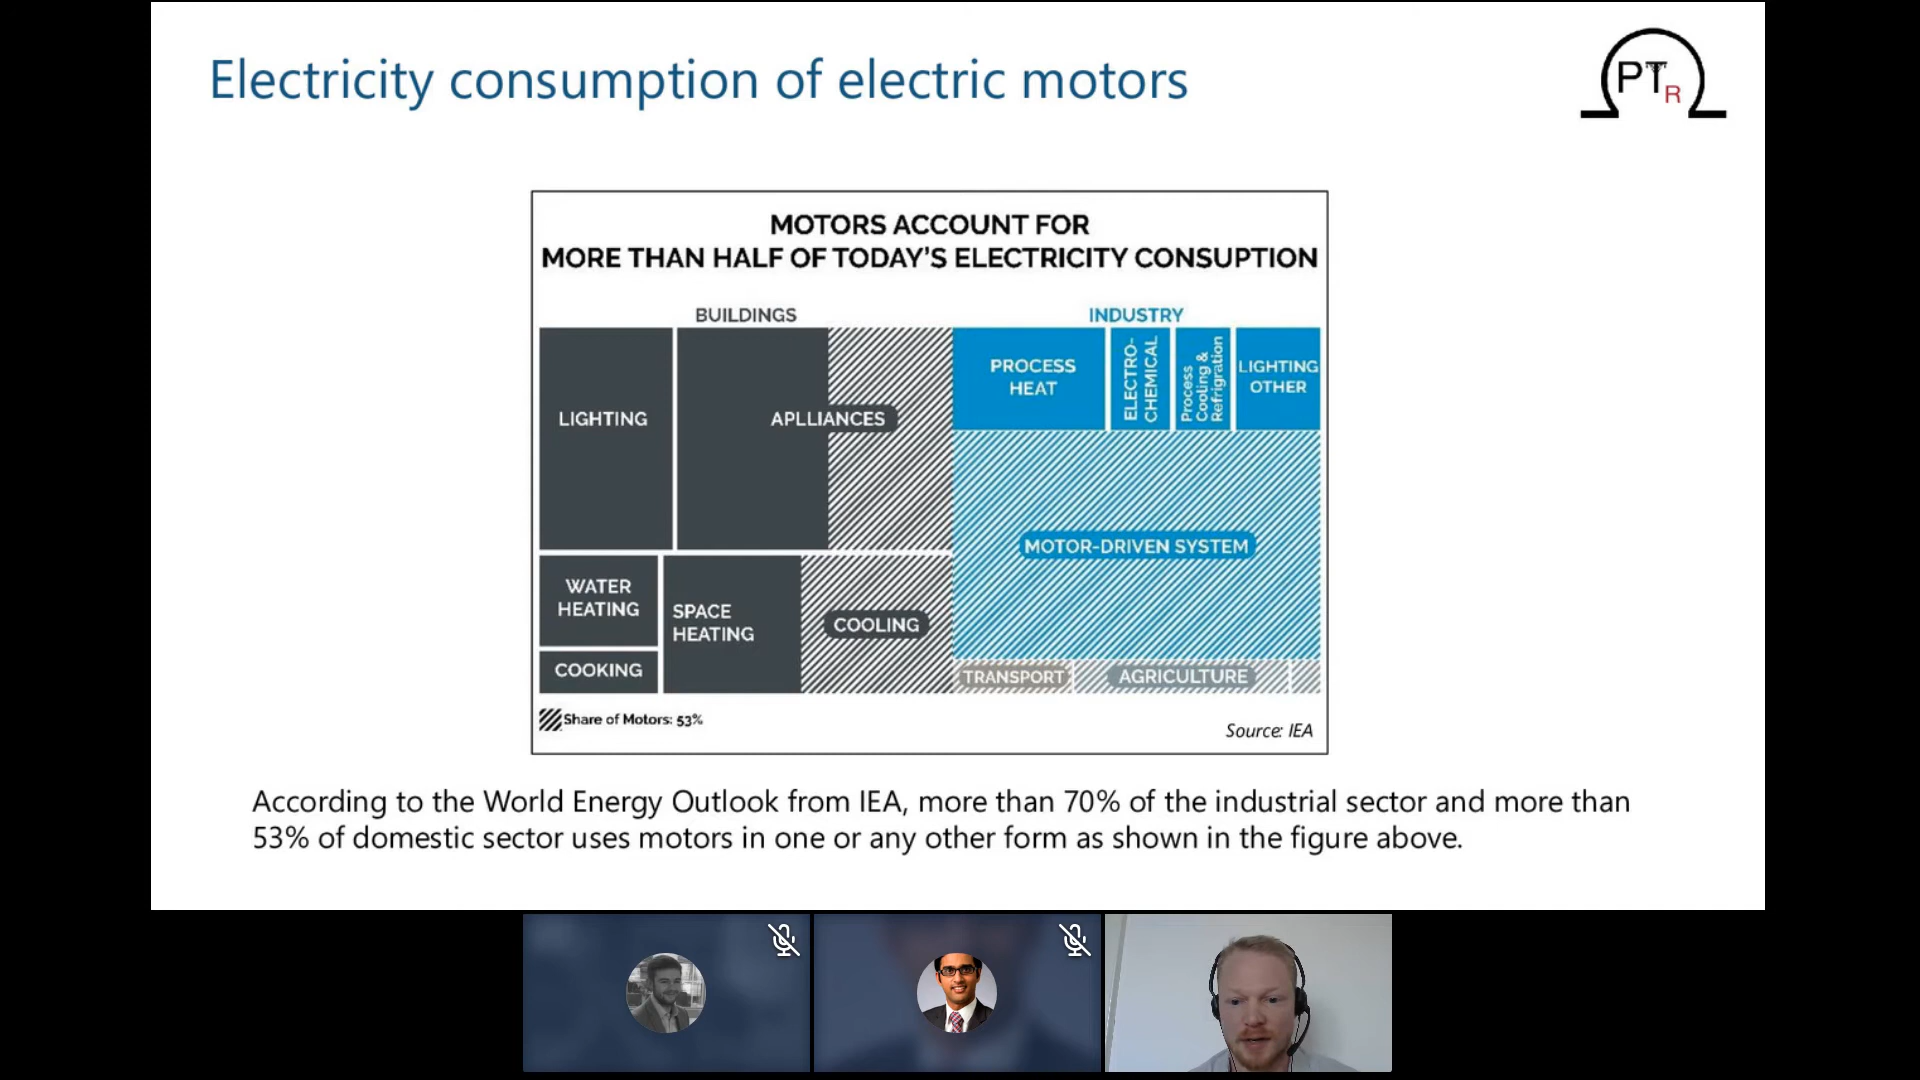 Electricity consumption of electric motors
PT
R
MOTORS ACCOUNT FOR
MORE THAN HALF OF TODAY'S ELECTRICITY CONSUPTION
BUILDINGS
INDUSTRY
LIGHTING
APLLIANCES
PROCESS
HEAT
ELECTRO-
CHEMICAL
Process
Cooling &
Refrigration
LIGHTING
OTHER
MOTOR-DRIVEN SYSTEM
WATER
HEATING
SPACE
HEATING
COOLING
COOKING
TRANSPORT
AGRICULTURE
Share of Motors: 53%
Source: IEA
According to the World Energy Outlook from IEA, more than 70% of the industrial sector and more than
53% of domestic sector uses motors in one or any other form as shown in the figure above.